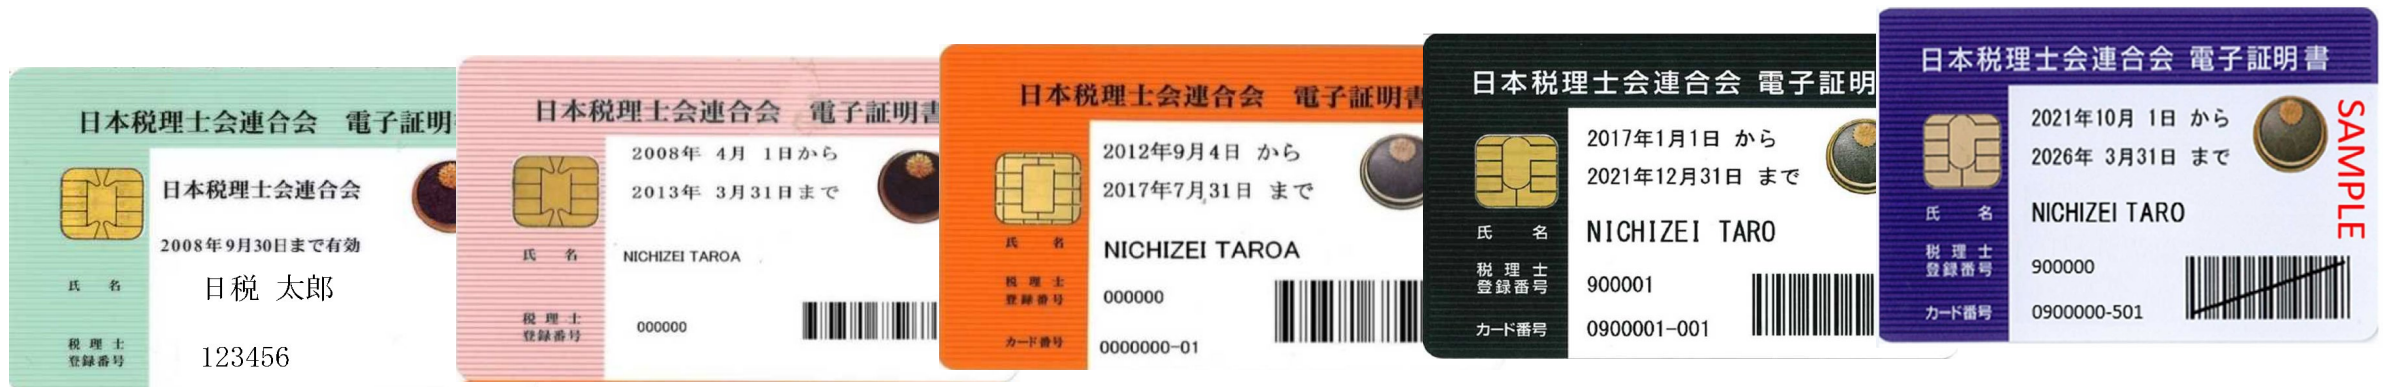 日本税理士会連合会 電子証明
日本税理士会連合会
2008年9月30日まで有効
氏 名
日税 太郎
税理士
登録番号
123456
日本税理士会連合会 電子証明書
2008年 4月 1日から
2013年 3月31日まで
氏 名
NICHIZEI TAROA
税理士
登録番号
000000
日本税理士会連合会 電子証明書
2012年9月4日 から
2017年7月31日 まで
氏 名
NICHIZEI TAROA
税理士
登録番号
000000
カード番号
0000000-01
日本税理士会連合会 電子証明
2017年1月1日 から
2021年12月31日 まで
氏 名
NICHIZEI TARO
税理士
登録番号
900001
カード番号
0900001-001
日本税理士会連合会 電子証明書
2021年10月 1日 から
2026年 3月31日 まで
氏 名
NICHIZEI TARO
税理士
登録番号
900000
カード番号
0900000-501
SAMPLE